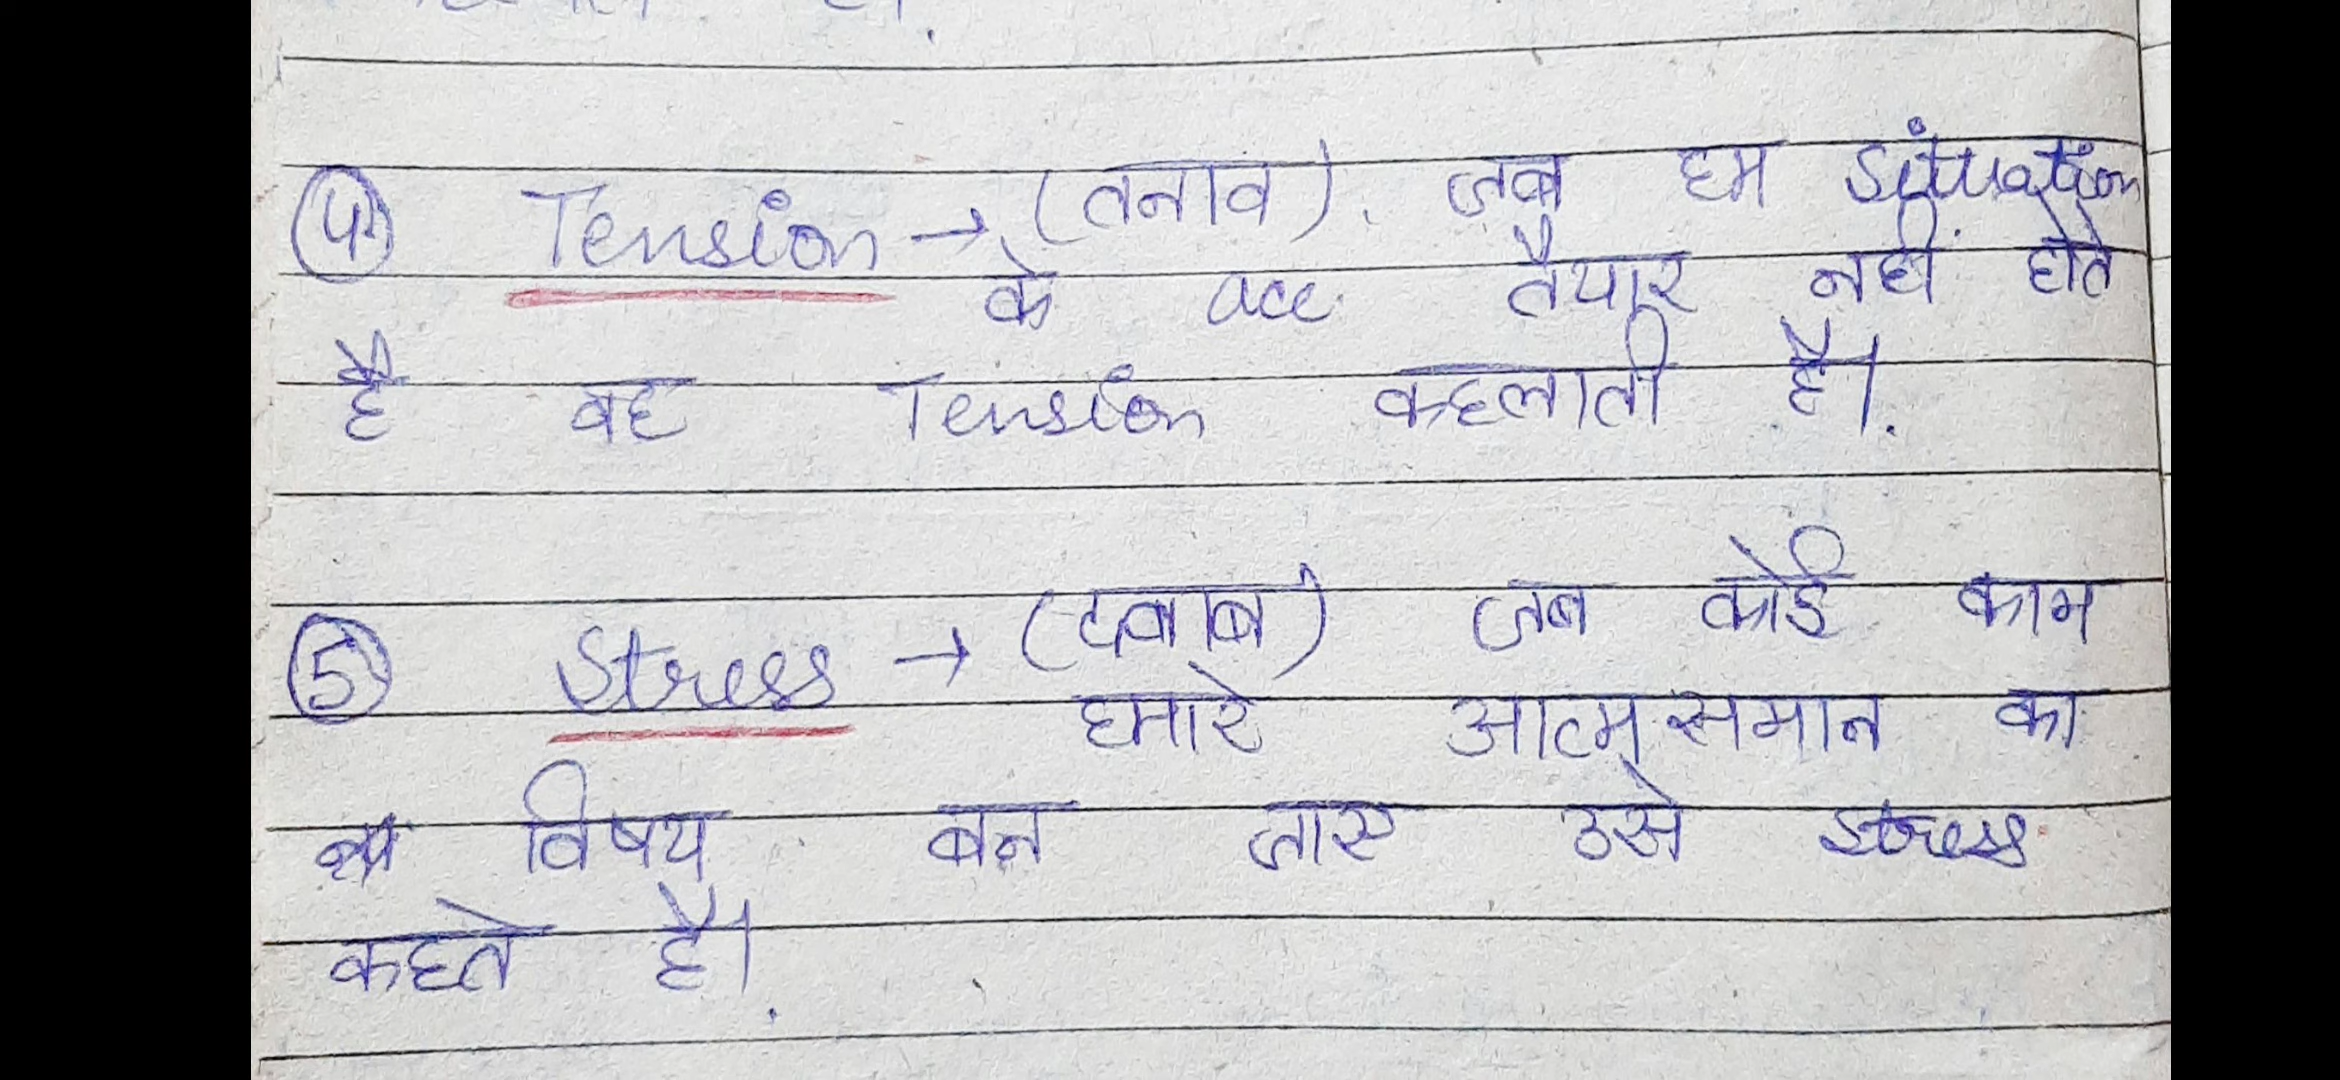 ④ Tension → (तनाव). जब हम situation
के acc. तैयार नही होते
है वह Tension कहलाती है।.
⑤ Stress → (दबाब) जब कोई काम
हमारे आत्म्समान का
विषय बन जाए उसे stress
कहते है।.